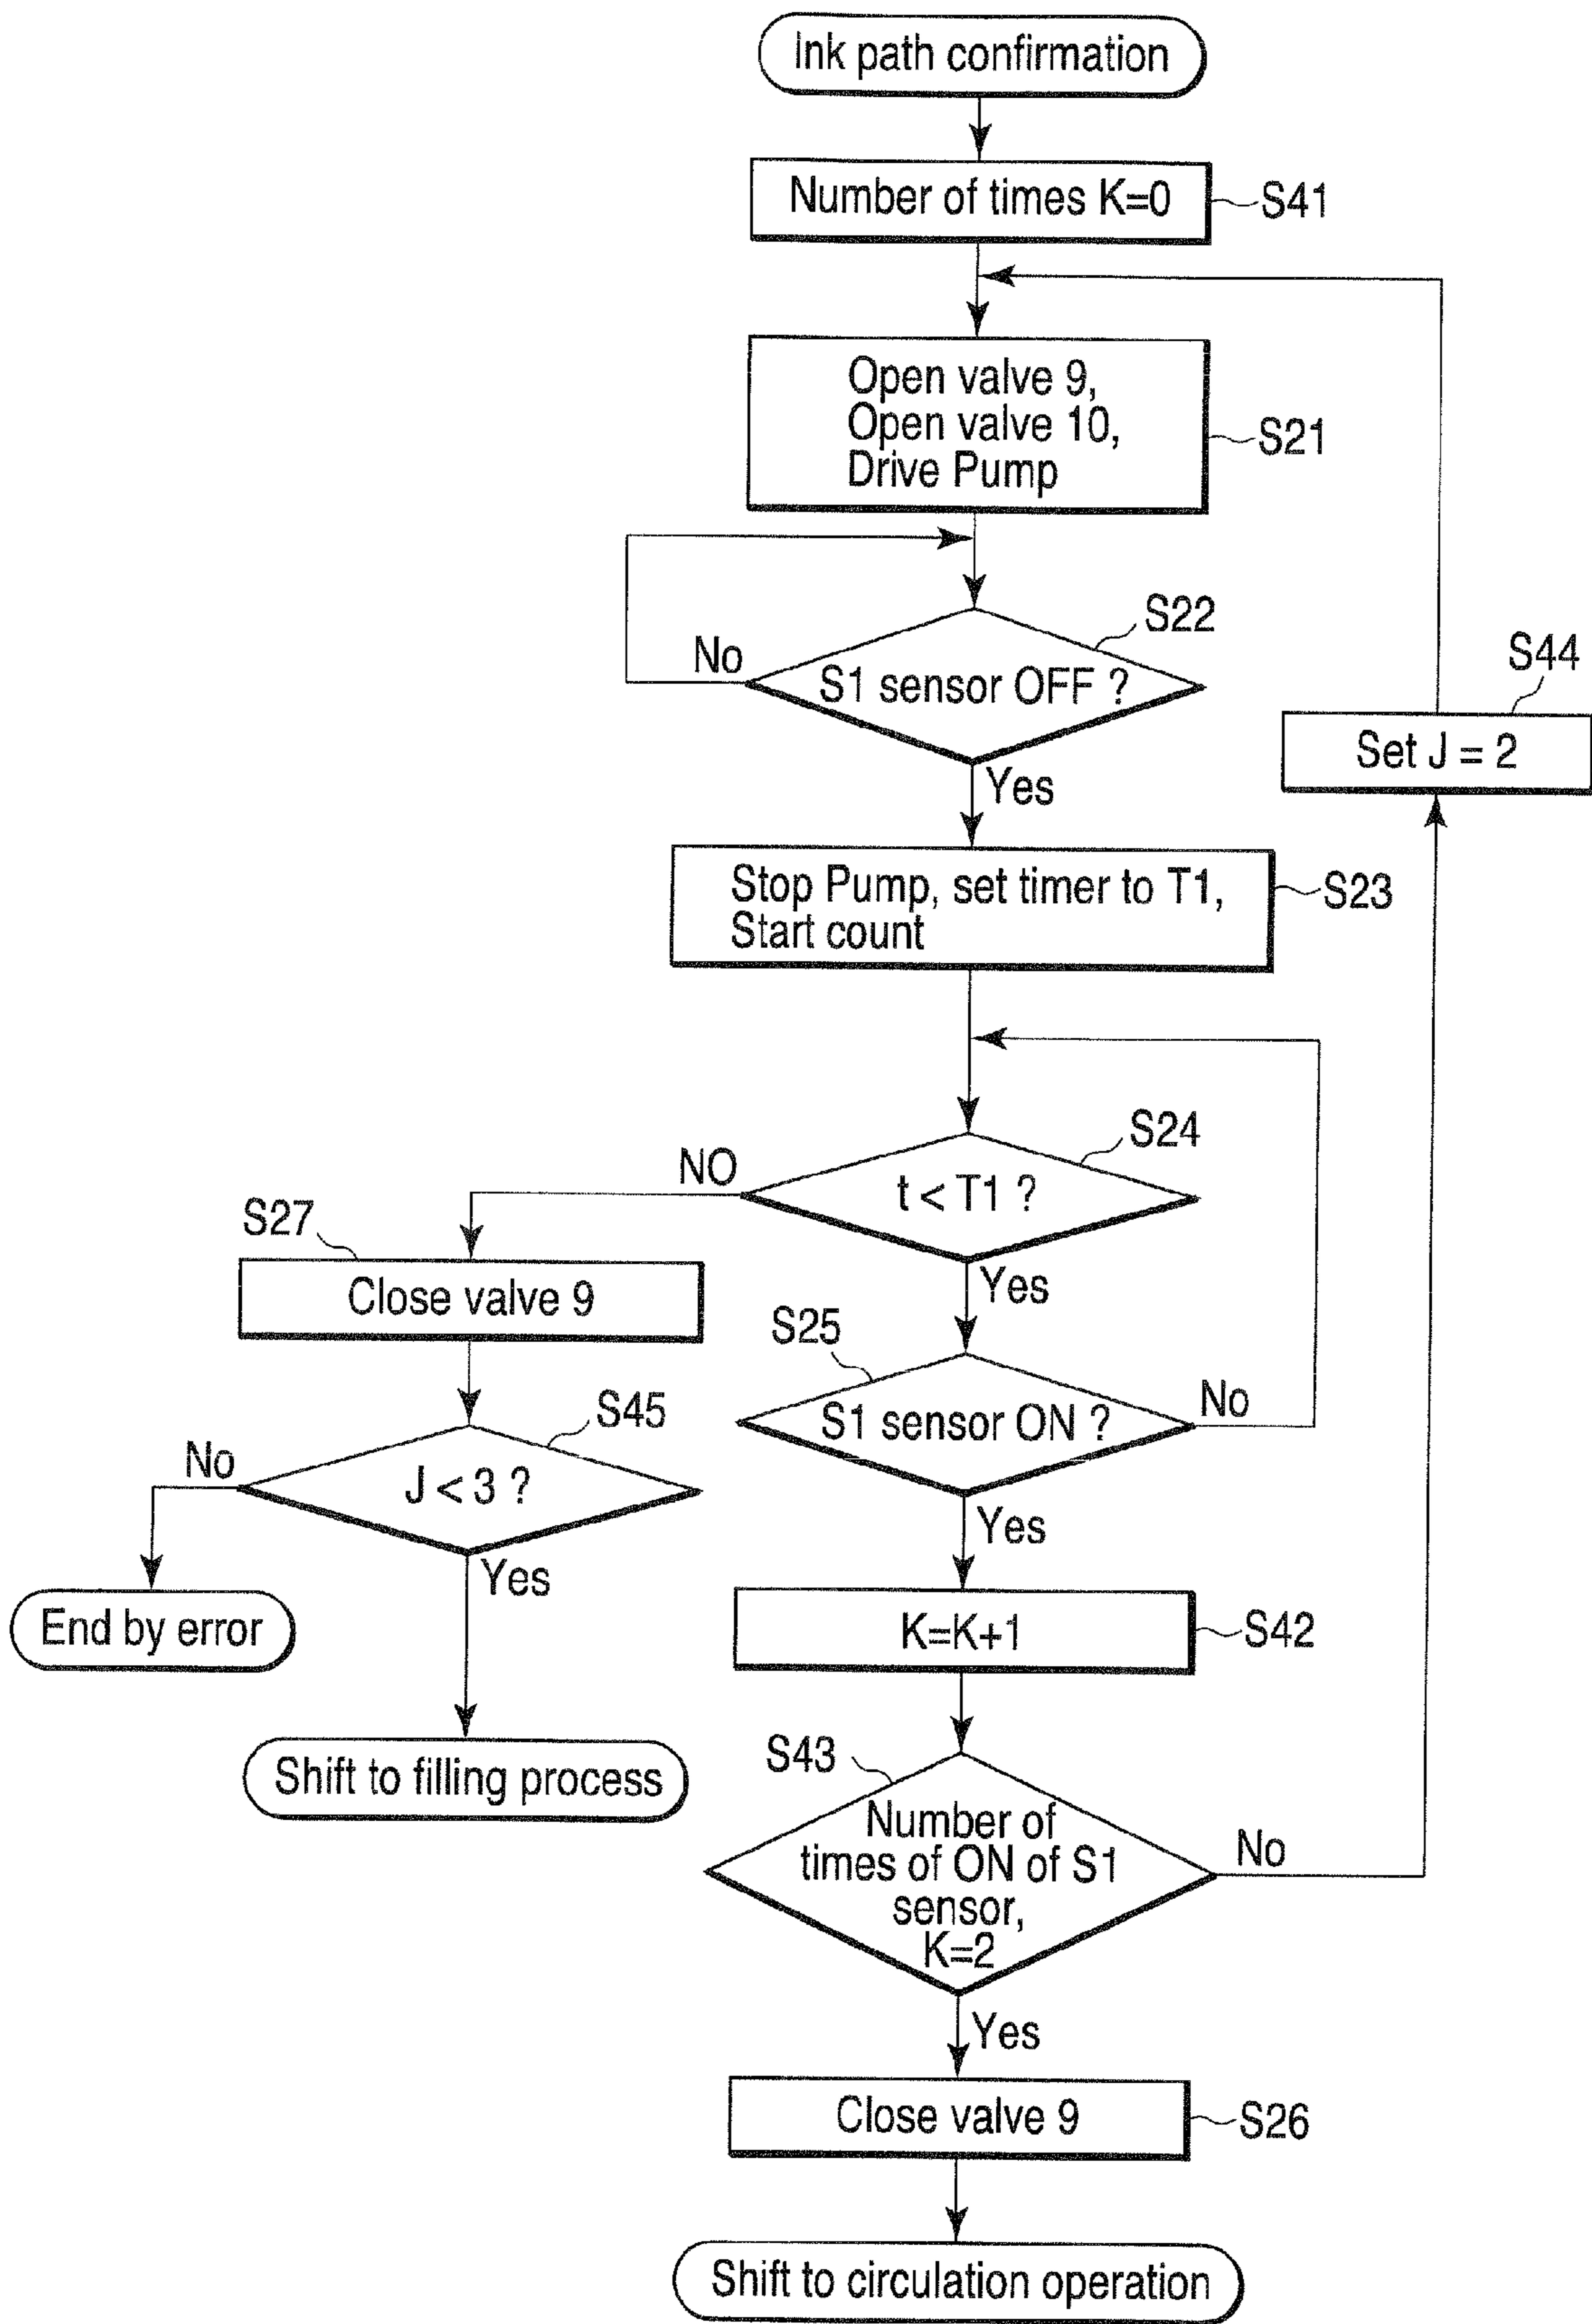 Ink path confirmation
Number of times K=0
S41
Open valve 9,
Open valve 10,
Drive Pump
S21
S22
No
S1 sensor OFF ?
Yes
S44
Set J = 2
Stop Pump, set timer to T1,
Start count
S23
S24
NO
t < T1 ?
Yes
S27
Close valve 9
S25
S1 sensor ON ?
No
Yes
S45
No
J < 3 ?
Yes
End by error
Shift to filling process
K=K+1
S42
S43
Number of
times of ON of S1
sensor,
K=2
No
Yes
Close valve 9
S26
Shift to circulation operation